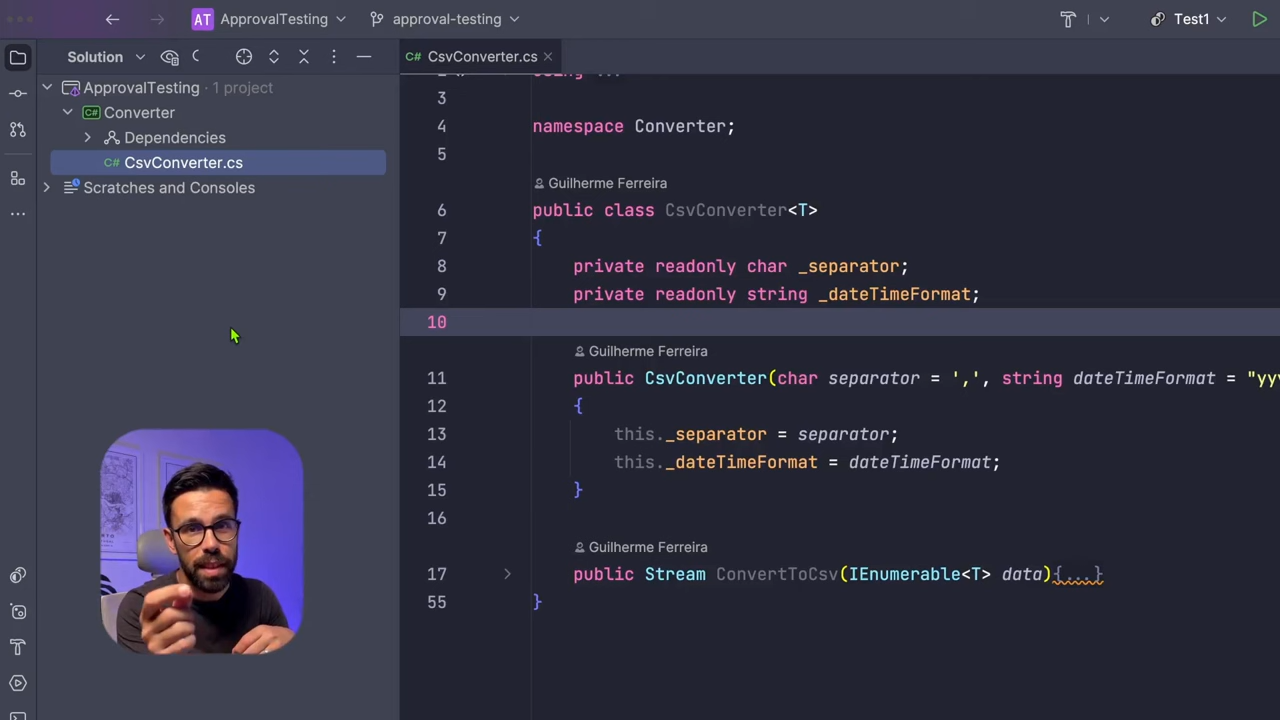 AT ApprovalTesting approval-testing Test1
Solution
CsvConverter.cs
ApprovalTesting · 1 project
Converter
Dependencies
CsvConverter.cs
Scratches and Consoles
3
4 namespace Converter;
5
Guilherme Ferreira
6 public class CsvConverter<T>
7 {
8 private readonly char _separator;
9 private readonly string _dateTimeFormat;
10
Guilherme Ferreira
11 public CsvConverter(char separator = ',', string dateTimeFormat = "yyy
12 {
13 this._separator = separator;
14 this._dateTimeFormat = dateTimeFormat;
15 }
16
Guilherme Ferreira
17 public Stream ConvertToCsv(IEnumerable<T> data){...}
55 }